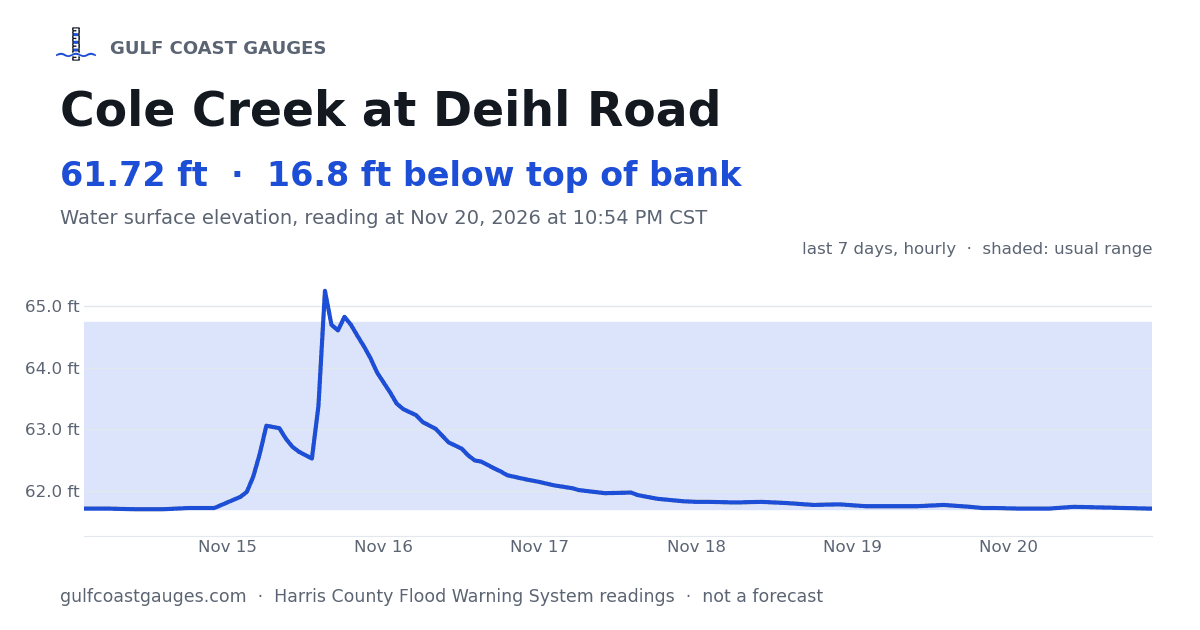 GULF COAST GAUGES
Cole Creek at Deihl Road
61.72 ft · 16.8 ft below top of bank
Water surface elevation, reading at Nov 20, 2026 at 10:54 PM CST
last 7 days, hourly · shaded: usual range
65.0 ft
64.0 ft
63.0 ft
62.0 ft
Nov 15 Nov 16 Nov 17 Nov 18 Nov 19 Nov 20
gulfcoastgauges.com · Harris County Flood Warning System readings · not a forecast